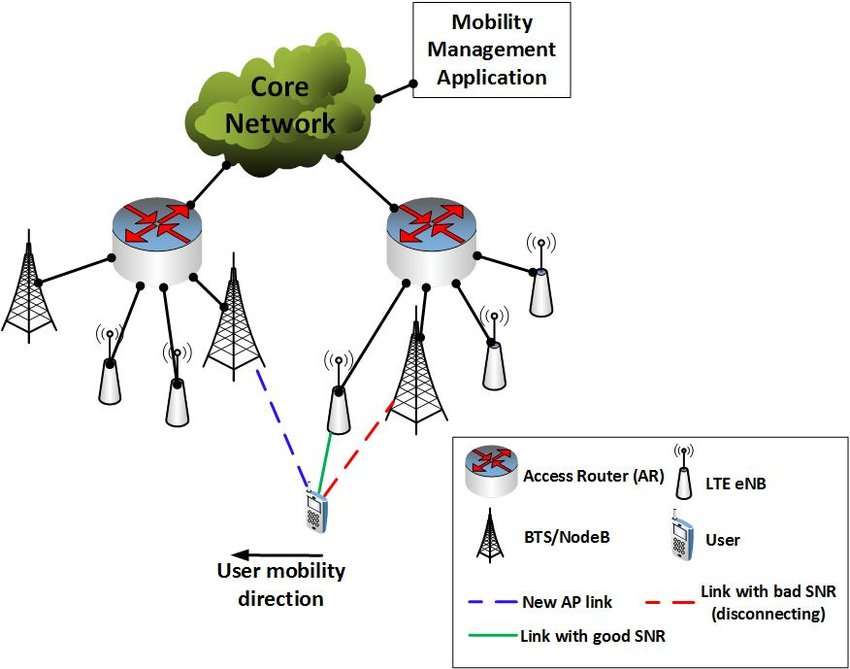 Mobility
Management
Application
Core
Network
User mobility
direction
Access Router (AR)
LTE eNB
BTS/NodeB
User
New AP link
Link with bad SNR
(disconnecting)
Link with good SNR